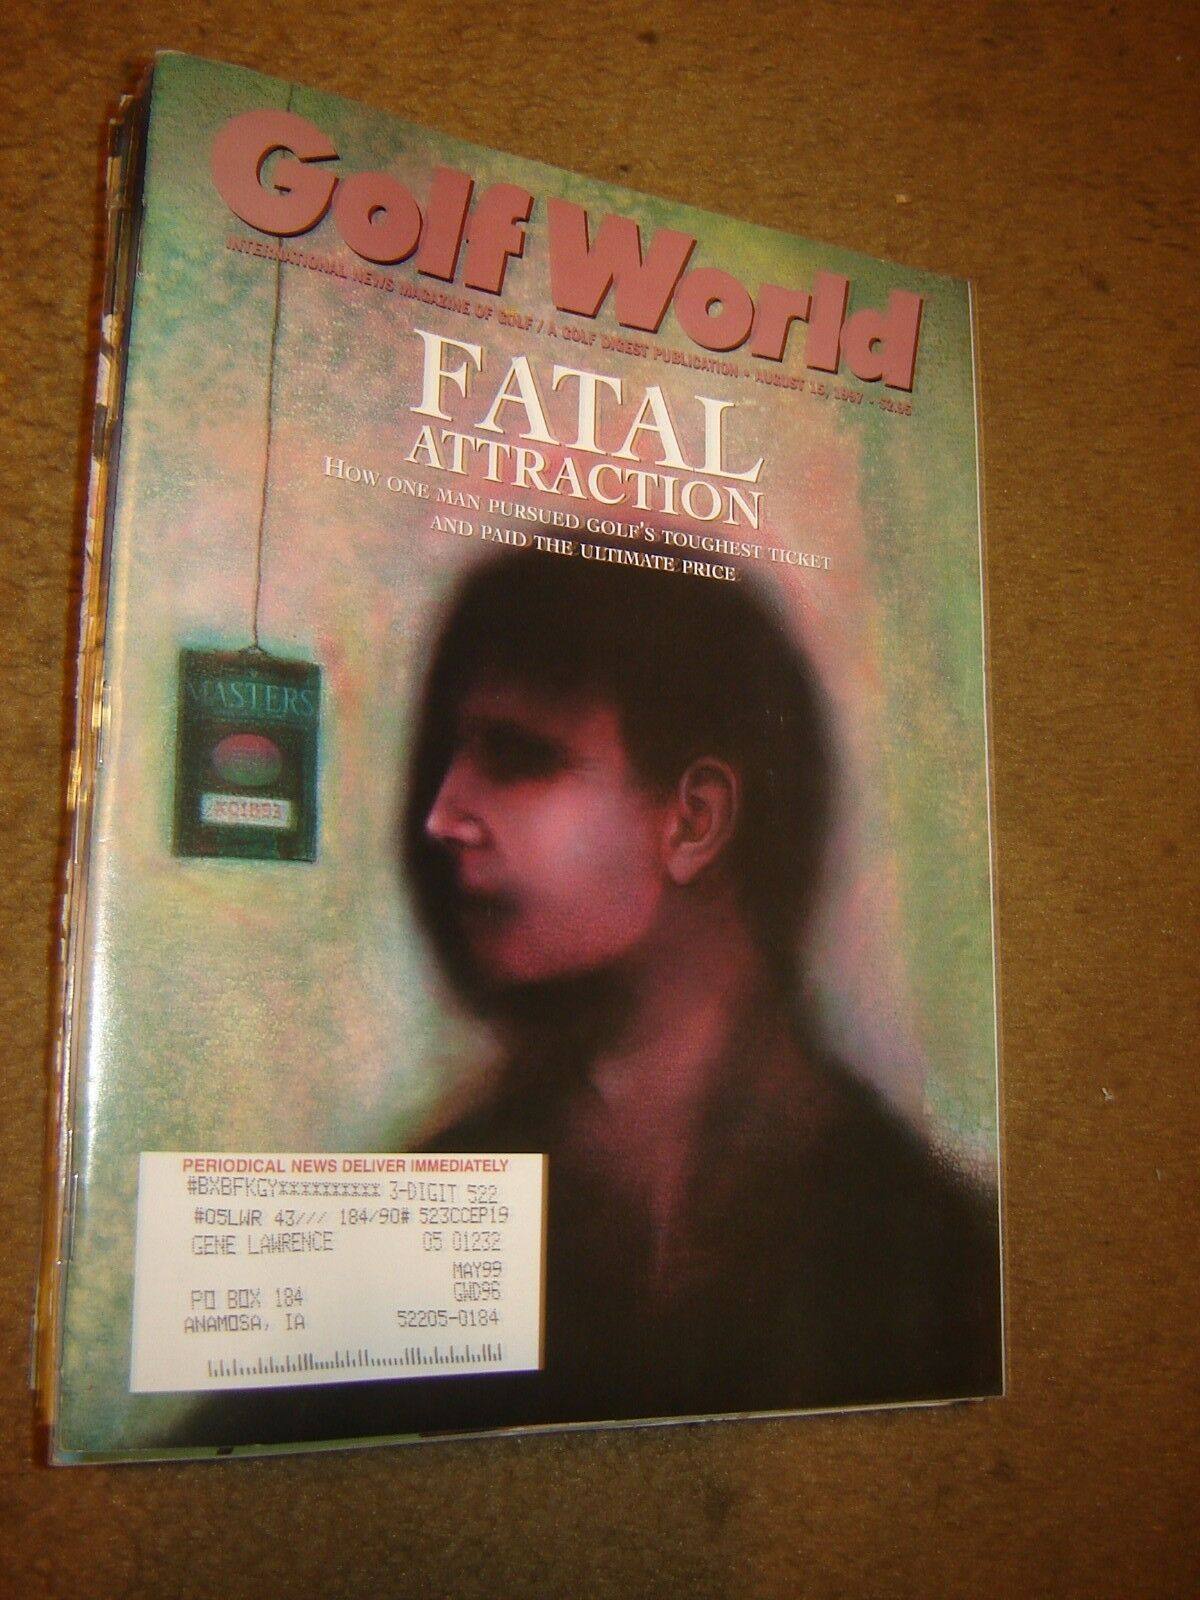 Golf World
INTERNATIONAL NEWS MAGAZINE OF GOLF / A GOLF DIGEST PUBLICATION • AUGUST 15, 1997 • $2.95
FATAL
ATTRACTION
HOW ONE MAN PURSUED GOLF'S TOUGHEST TICKET
AND PAID THE ULTIMATE PRICE
MASTERS
PERIODICAL NEWS DELIVER IMMEDIATELY
#BXBFKGY********** 3-DIGIT 522
#05LWR 43/// 184/90# 523CCEP19
GENE LAWRENCE 05 01232
MAY99
GWD96
PO BOX 184
ANAMOSA, IA 52205-0184